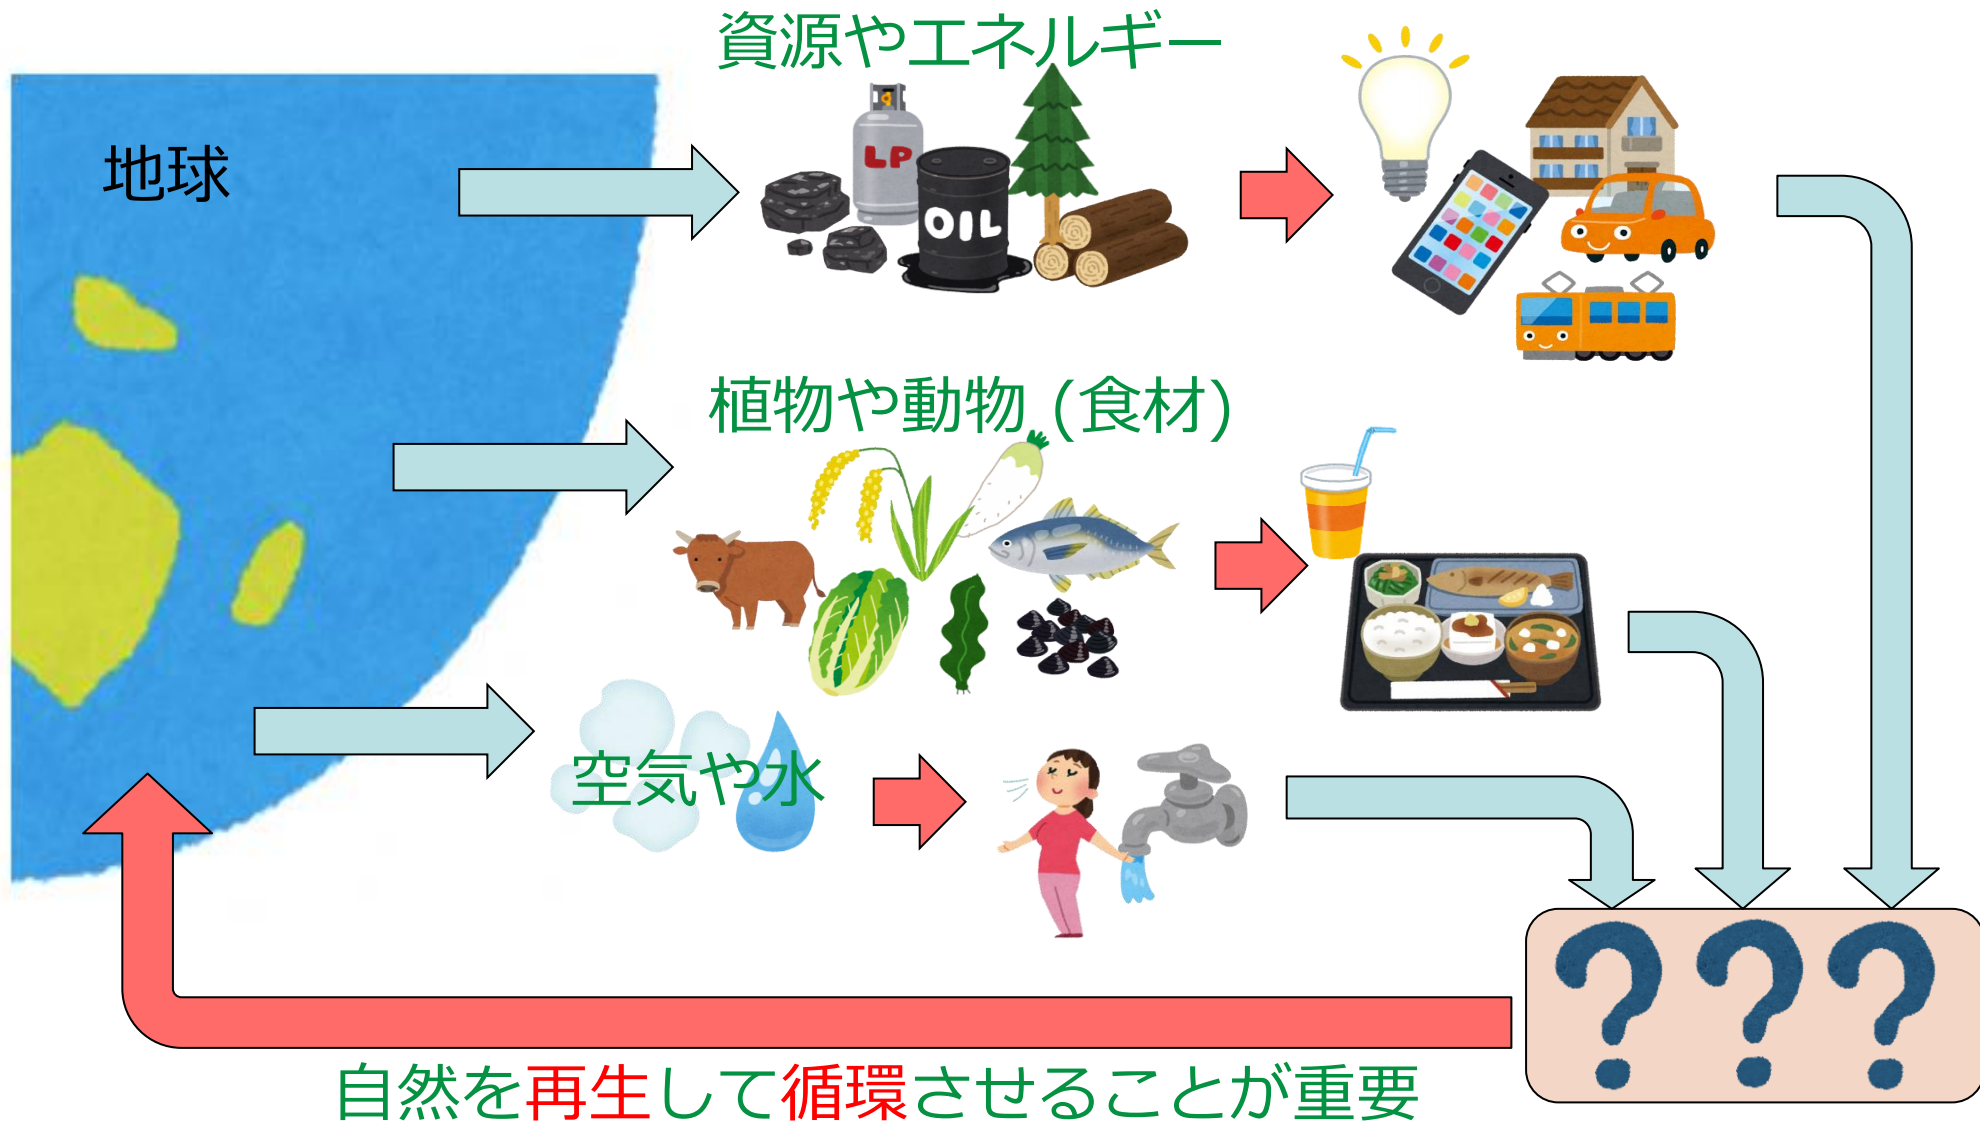 資源やエネルギー
地球
LP
OIL
植物や動物 (食材)
空気や水
? ? ?
自然を再生して循環させることが重要